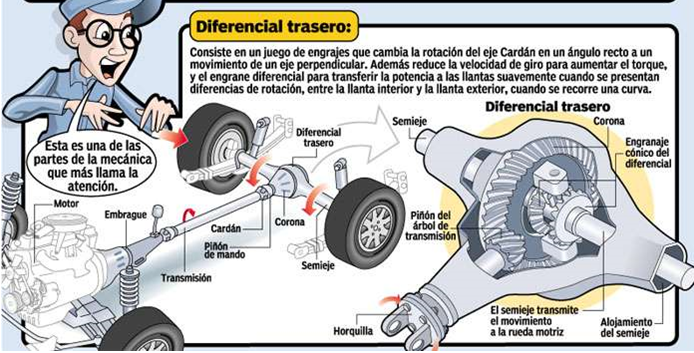 Diferencial trasero:
Consiste en un juego de engrajes que cambia la rotación del eje Cardán en un ángulo recto a un
movimiento de un eje perpendicular. Además reduce la velocidad de giro para aumentar el torque,
y el engrane diferencial para transferir la potencia a las llantas suavemente cuando se presentan
diferencias de rotación, entre la llanta interior y la llanta exterior, cuando se recorre una curva.
Esta es una de las
partes de la mecánica
que más llama la
atención.
Motor
Embrague
Transmisión
Cardán
Piñón
de mando
Corona
Semieje
Diferencial
trasero
Diferencial trasero
Semieje
Corona
Engranaje
cónico del
diferencial
Piñón del
árbol de
transmisión
Horquilla
El semieje transmite
el movimiento
a la rueda motriz
Alojamiento
del semieje